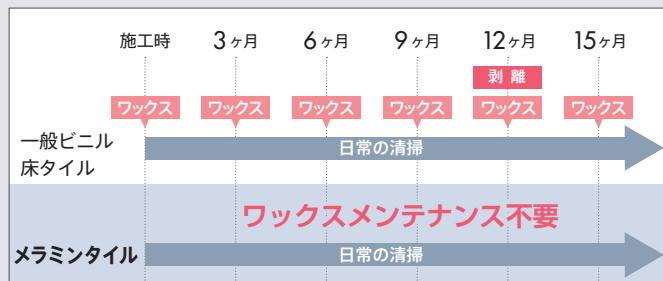 施工時 3ヶ月 6ヶ月 9ヶ月 12ヶ月 15ヶ月
剥離
ワックス ワックス ワックス ワックス ワックス ワックス
一般ビニル
床タイル
日常の清掃
ワックスメンテナンス不要
メラミンタイル 日常の清掃